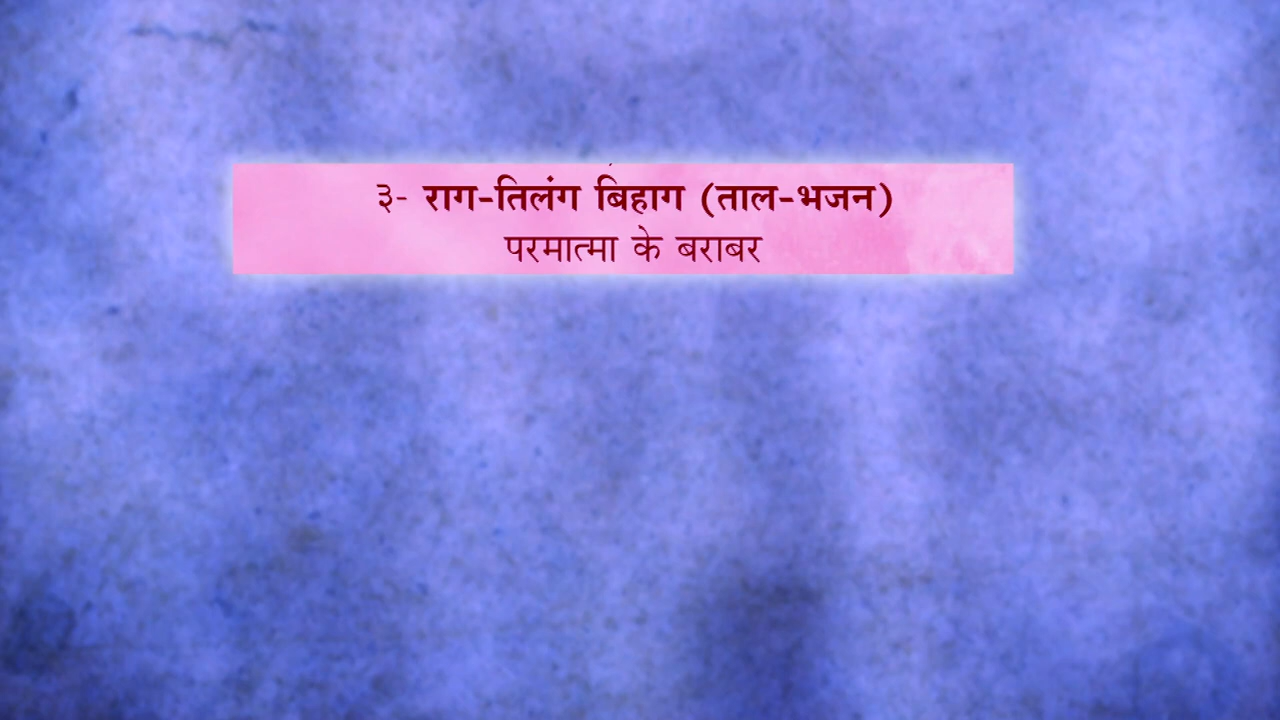 ३- राग-तिलंग बिहाग (ताल-भजन)
परमात्मा के बराबर